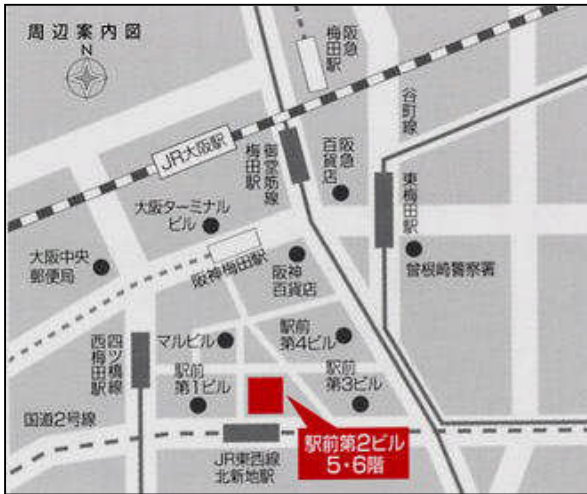 周辺案内図
N
阪急
梅田駅
谷町線
JR大阪駅
御堂筋線
梅田駅
阪急
百貨店
東梅田駅
大阪ターミナル
ビル
大阪中央
郵便局
阪神梅田駅
阪神
百貨店
曾根崎警察署
四ツ橋線
西梅田駅
マルビル
駅前
第4ビル
駅前
第1ビル
駅前
第3ビル
国道2号線
駅前第2ビル
5・6階
JR東西線
北新地駅